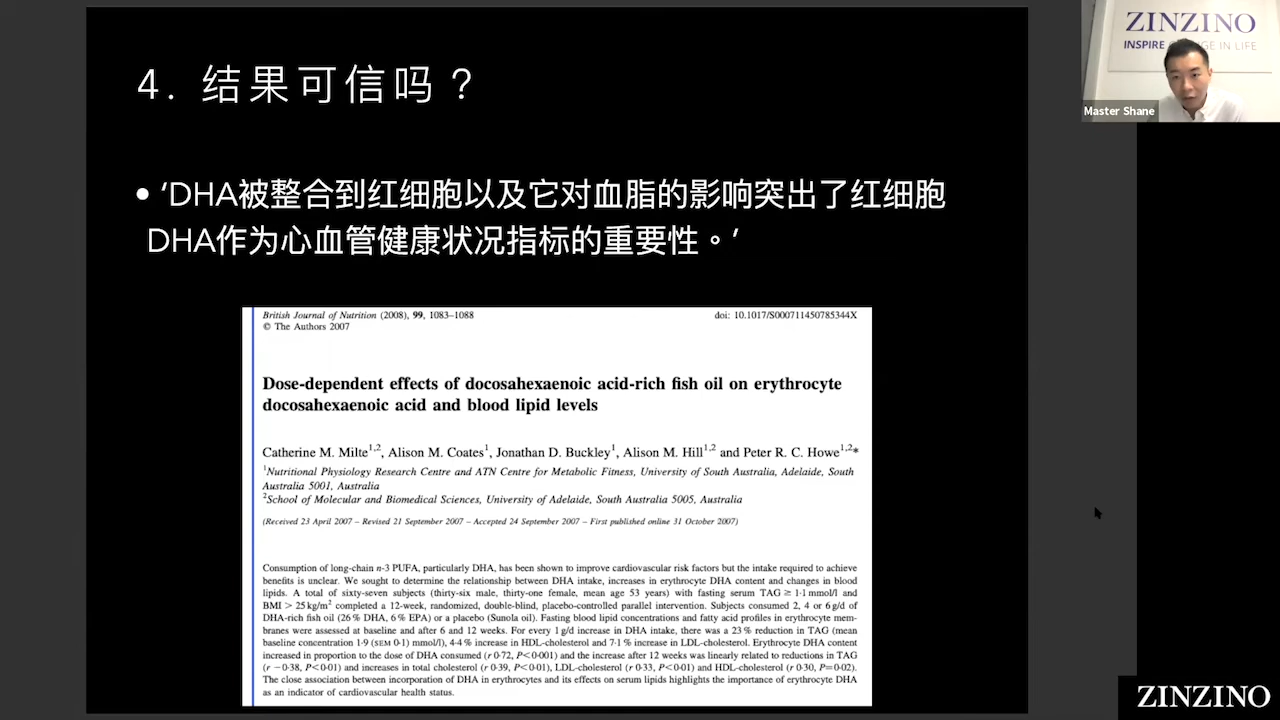 4. 结果可信吗？
• ‘DHA被整合到红细胞以及它对血脂的影响突出了红细胞
DHA作为心血管健康状况指标的重要性。’
British Journal of Nutrition (2008), 99, 1083–1088
doi: 10.1017/S000711450785344X
© The Authors 2007
Dose-dependent effects of docosahexaenoic acid-rich fish oil on erythrocyte
docosahexaenoic acid and blood lipid levels
Catherine M. Milte1,2, Alison M. Coates1, Jonathan D. Buckley1, Alison M. Hill1,2 and Peter R. C. Howe1,2*
1Nutritional Physiology Research Centre and ATN Centre for Metabolic Fitness, University of South Australia, Adelaide, South
Australia 5001, Australia
2School of Molecular and Biomedical Sciences, University of Adelaide, South Australia 5005, Australia
(Received 23 April 2007 – Revised 21 September 2007 – Accepted 24 September 2007 – First published online 31 October 2007)
Consumption of long-chain n-3 PUFA, particularly DHA, has been shown to improve cardiovascular risk factors but the intake required to achieve
benefits is unclear. We sought to determine the relationship between DHA intake, increases in erythrocyte DHA content and changes in blood
lipids. A total of sixty-seven subjects (thirty-six male, thirty-one female, mean age 53 years) with fasting serum TAG ≥ 1·1 mmol/l and
BMI > 25 kg/m2 completed a 12-week, randomized, double-blind, placebo-controlled parallel intervention. Subjects consumed 2, 4 or 6 g/d of
DHA-rich fish oil (26 % DHA, 6 % EPA) or a placebo (Sunola oil). Fasting blood lipid concentrations and fatty acid profiles in erythrocyte mem-
branes were assessed at baseline and after 6 and 12 weeks. For every 1 g/d increase in DHA intake, there was a 23 % reduction in TAG (mean
baseline concentration 1·9 (SEM 0·1) mmol/l), 4·4 % increase in HDL-cholesterol and 7·1 % increase in LDL-cholesterol. Erythrocyte DHA content
increased in proportion to the dose of DHA consumed (r 0·72, P<0·001) and the increase after 12 weeks was linearly related to reductions in TAG
(r −0·38, P<0·01) and increases in total cholesterol (r 0·39, P<0·01), LDL-cholesterol (r 0·33, P<0·01) and HDL-cholesterol (r 0·30, P=0·02).
The close association between incorporation of DHA in erythrocytes and its effects on serum lipids highlights the importance of erythrocyte DHA
as an indicator of cardiovascular health status.
ZINZINO
INSPIRE GE IN LIFE
Master Shane
ZINZINO